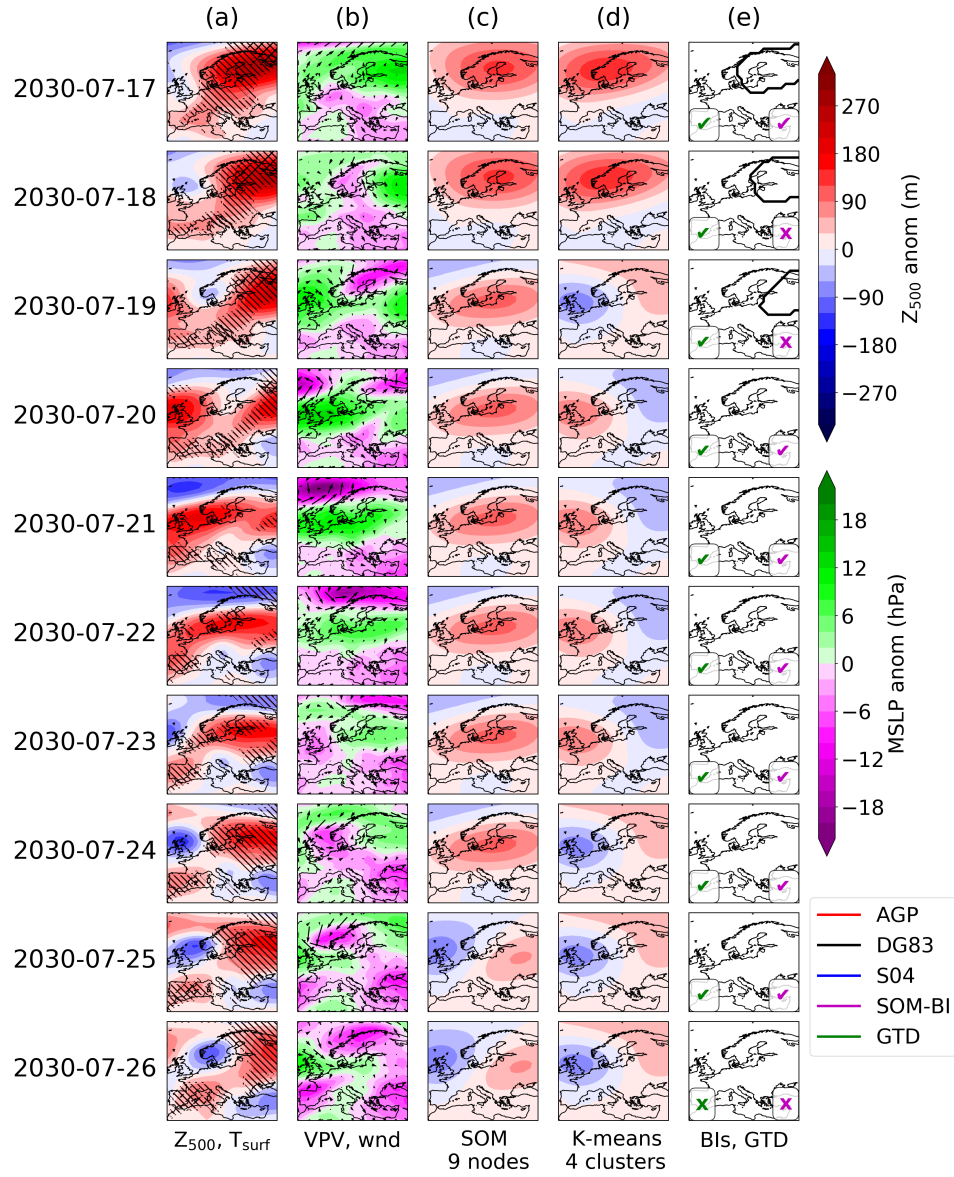 (a) (b) (c) (d) (e)
2030-07-17
2030-07-18
2030-07-19
2030-07-20
2030-07-21
2030-07-22
2030-07-23
2030-07-24
2030-07-25
2030-07-26
Z500, Tsurf
VPV, wnd
SOM
9 nodes
K-means
4 clusters
BIs, GTD
270
180
90
0
−90
−180
−270
Z500 anom (m)
18
12
6
0
−6
−12
−18
MSLP anom (hPa)
AGP
DG83
S04
SOM-BI
GTD